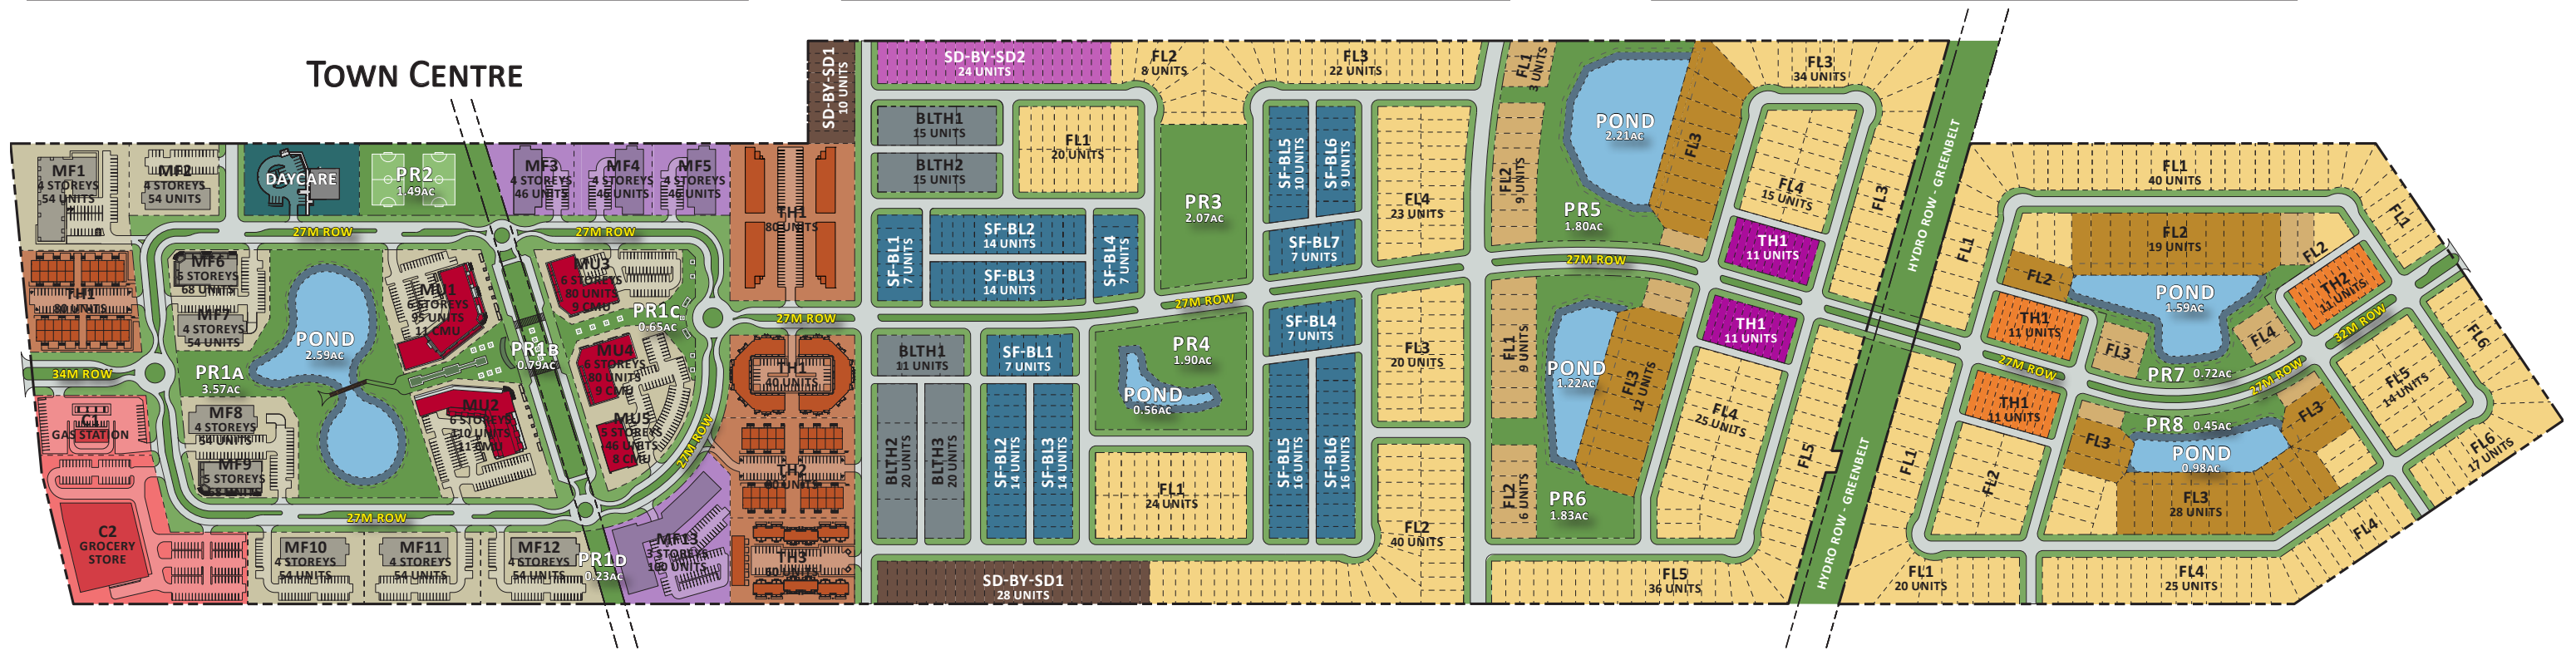 TOWN CENTRE
MF1
4 STOREYS
54 UNITS
MF2
4 STOREYS
54 UNITS
DAYCARE
PR2
1.49AC
MF3
4 STOREYS
46 UNITS
MF4
4 STOREYS
46 UNITS
MF5
4 STOREYS
46 UNITS
TH1
80 UNITS
27M ROW
27M ROW
TH1
80 UNITS
MF6
6 STOREYS
68 UNITS
MF7
4 STOREYS
54 UNITS
POND
2.59AC
MU1
6 STOREYS
95 UNITS
11 CMU
MU3
6 STOREYS
80 UNITS
9 CMU
PR1C
0.65AC
27M ROW
PR1B
0.79AC
MU4
6 STOREYS
80 UNITS
9 CMU
34M ROW
PR1A
3.57AC
TH1
40 UNITS
C1
GAS STATION
MF8
4 STOREYS
54 UNITS
MU2
6 STOREYS
110 UNITS
11 CMU
MU5
5 STOREYS
46 UNITS
8 CMU
27M ROW
MF9
5 STOREYS
TH2
27M ROW
C2
GROCERY
STORE
MF10
4 STOREYS
54 UNITS
MF11
4 STOREYS
54 UNITS
MF12
4 STOREYS
54 UNITS
PR1D
0.23AC
MF13
3 STOREYS
100 UNITS
TH3
60 UNITS
SD-BY-SD1
10 UNITS
SD-BY-SD2
24 UNITS
FL2
8 UNITS
FL3
22 UNITS
BLTH1
15 UNITS
BLTH2
15 UNITS
FL1
20 UNITS
SF-BL5
10 UNITS
SF-BL6
9 UNITS
FL4
23 UNITS
PR3
2.07AC
SF-BL1
7 UNITS
SF-BL2
14 UNITS
SF-BL3
14 UNITS
SF-BL4
7 UNITS
SF-BL7
7 UNITS
27M ROW
BLTH1
11 UNITS
SF-BL1
7 UNITS
PR4
1.90AC
POND
0.56AC
SF-BL4
7 UNITS
FL3
20 UNITS
BLTH2
20 UNITS
BLTH3
20 UNITS
SF-BL2
14 UNITS
SF-BL3
14 UNITS
FL1
24 UNITS
SF-BL5
16 UNITS
SF-BL6
16 UNITS
FL2
40 UNITS
SD-BY-SD1
28 UNITS
FL1
3 UNITS
POND
2.21AC
FL3
FL3
34 UNITS
FL2
9 UNITS
PR5
1.80AC
FL4
15 UNITS
FL3
TH1
11 UNITS
27M ROW
HYDRO ROW - GREENBELT
FL1
9 UNITS
POND
1.22AC
FL3
12 UNITS
TH1
11 UNITS
FL4
25 UNITS
FL5
FL2
6 UNITS
PR6
1.83AC
FL5
36 UNITS
HYDRO ROW - GREENBELT
FL1
40 UNITS
FL1
FL1
FL2
19 UNITS
FL2
FL2
POND
1.59AC
TH2
11 UNITS
TH1
11 UNITS
FL3
FL4
32M ROW
FL6
27M ROW
PR7 0.72AC
27M ROW
FL5
14 UNITS
TH1
11 UNITS
PR8 0.45AC
FL3
FL3
POND
0.98AC
FL1
FL2
FL3
28 UNITS
FL6
17 UNITS
FL4
FL1
20 UNITS
FL4
25 UNITS